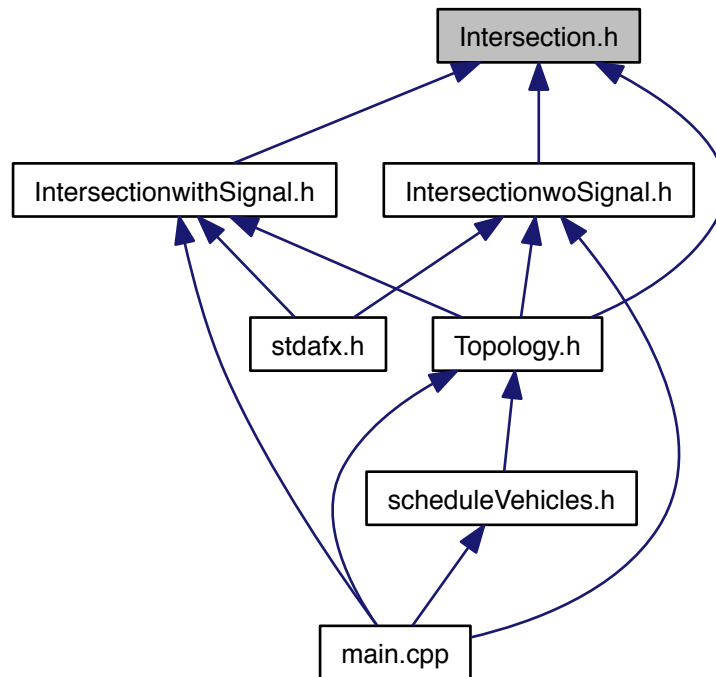 Intersection.h
IntersectionwithSignal.h
IntersectionwoSignal.h
stdafx.h
Topology.h
scheduleVehicles.h
main.cpp